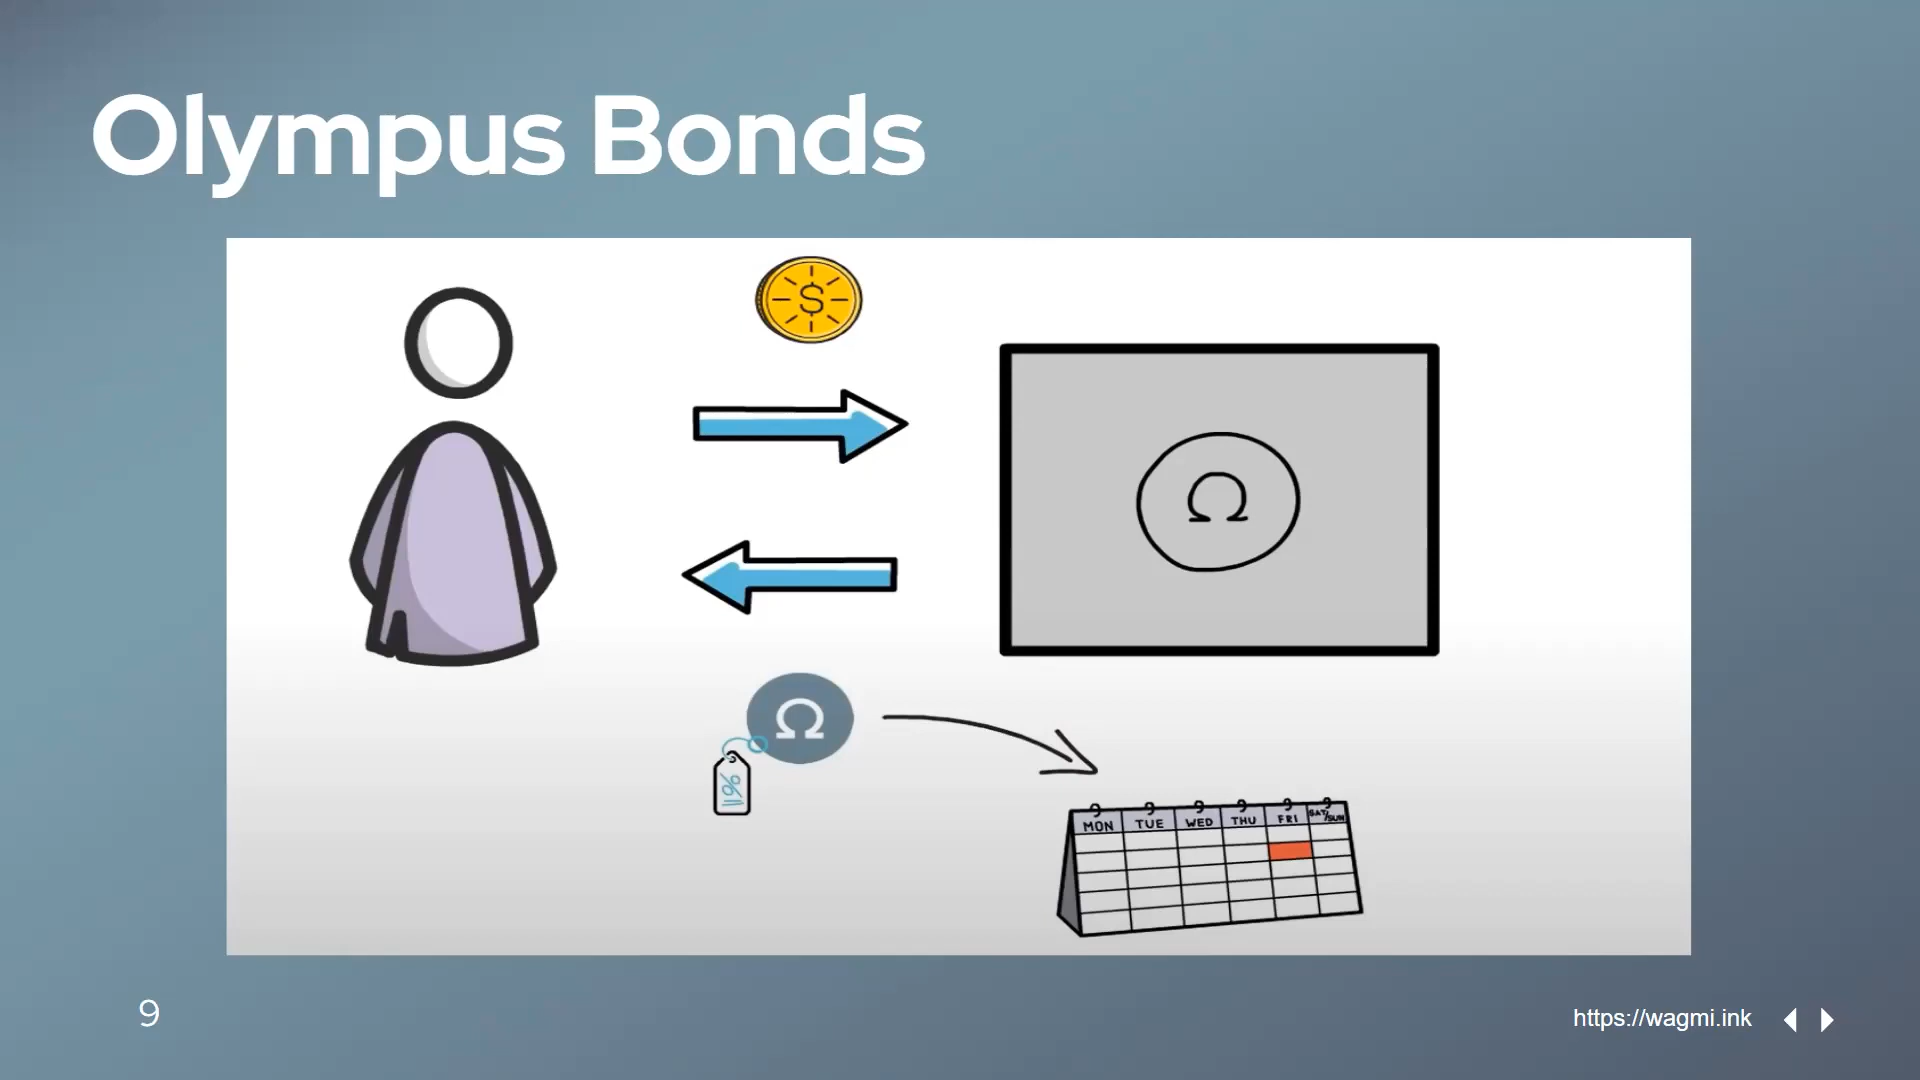 Olympus Bonds
$
Ω
Ω
%
MON TUE WED THU FRI SAT/SUN
9
https://wagmi.ink